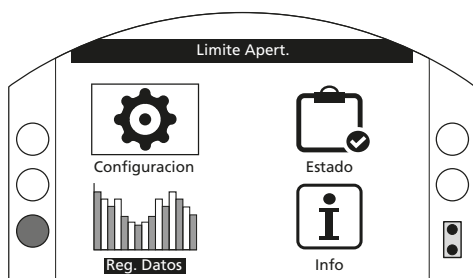 Limite Apert.
Configuracion
Estado
Reg. Datos
Info